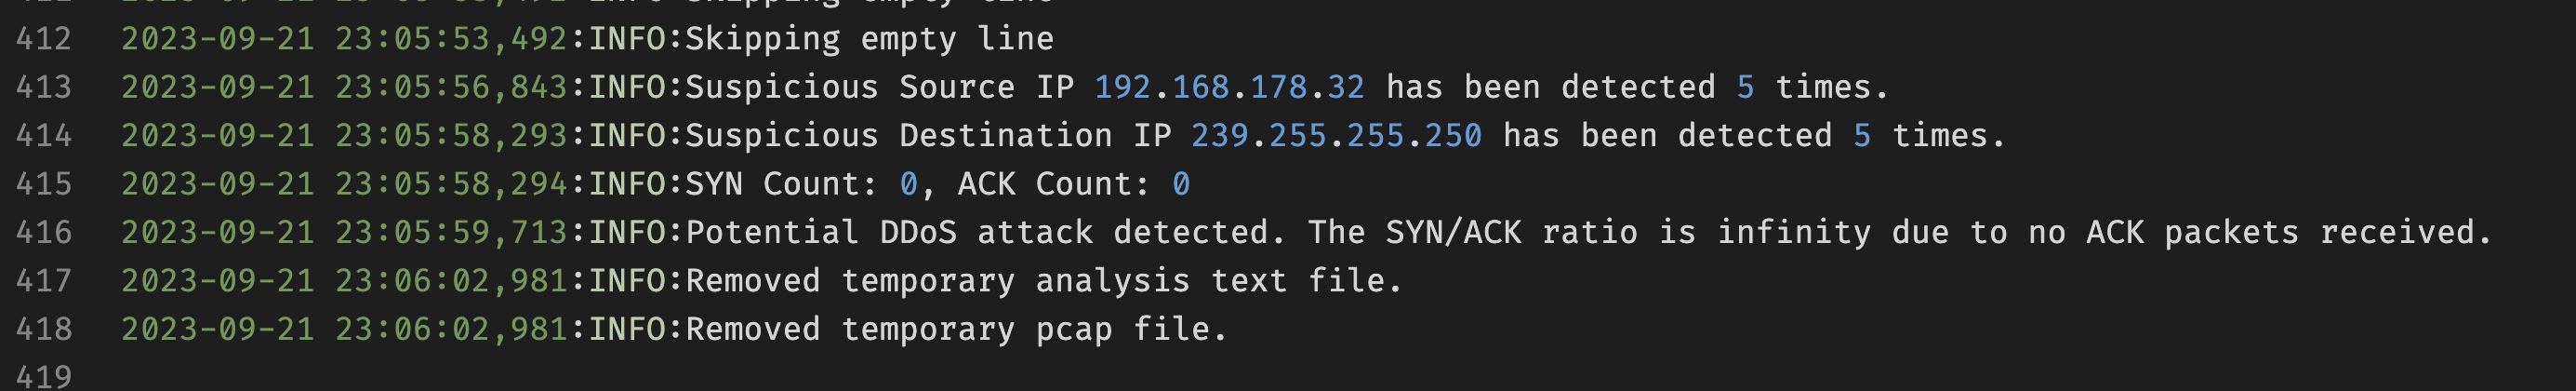 412 2023-09-21 23:05:53,492:INFO:Skipping empty line
413 2023-09-21 23:05:56,843:INFO:Suspicious Source IP 192.168.178.32 has been detected 5 times.
414 2023-09-21 23:05:58,293:INFO:Suspicious Destination IP 239.255.255.250 has been detected 5 times.
415 2023-09-21 23:05:58,294:INFO:SYN Count: 0, ACK Count: 0
416 2023-09-21 23:05:59,713:INFO:Potential DDoS attack detected. The SYN/ACK ratio is infinity due to no ACK packets received.
417 2023-09-21 23:06:02,981:INFO:Removed temporary analysis text file.
418 2023-09-21 23:06:02,981:INFO:Removed temporary pcap file.
419